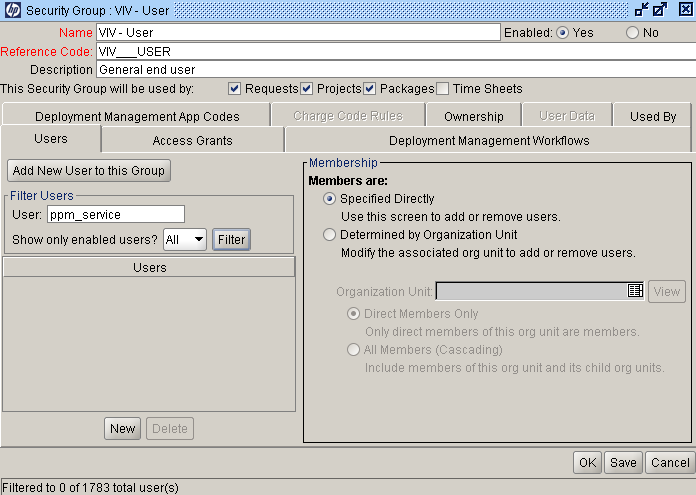 hp Security Group : VIV - User
Name VIV - User Enabled: Yes No
Reference Code: VIV___USER
Description General end user
This Security Group will be used by: Requests Projects Packages Time Sheets
Deployment Management App Codes Charge Code Rules Ownership User Data Used By
Users Access Grants Deployment Management Workflows
Add New User to this Group
Filter Users
User: ppm_service
Show only enabled users? All Filter
Users
New Delete
Membership
Members are:
Specified Directly
Use this screen to add or remove users.
Determined by Organization Unit
Modify the associated org unit to add or remove users.
Organization Unit: View
Direct Members Only
Only direct members of this org unit are members.
All Members (Cascading)
Include members of this org unit and its child org units.
OK Save Cancel
Filtered to 0 of 1783 total user(s)